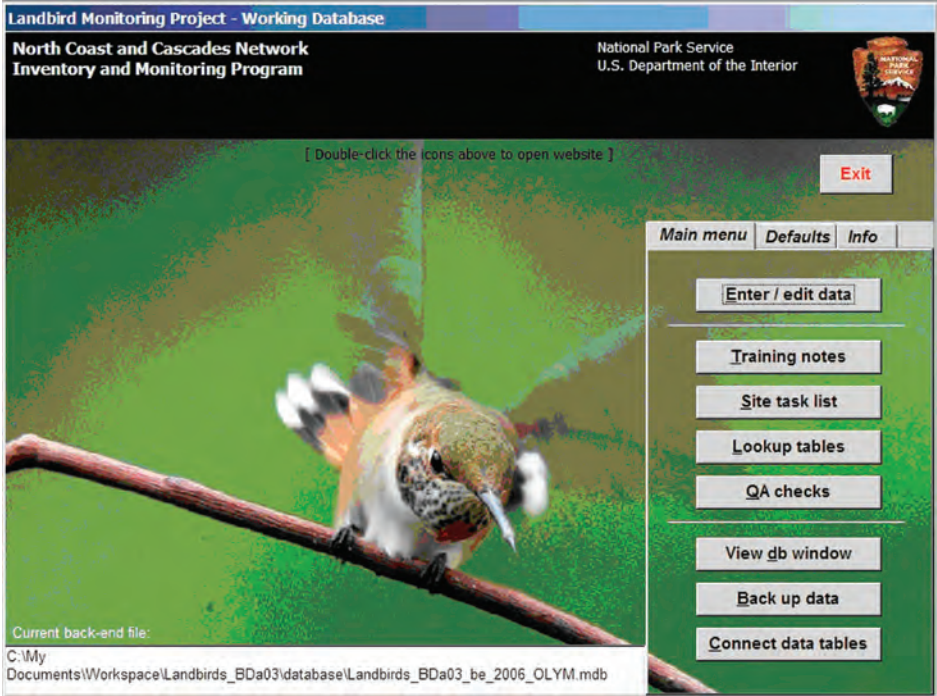 Landbird Monitoring Project - Working Database
North Coast and Cascades Network
Inventory and Monitoring Program
National Park Service
U.S. Department of the Interior
NATIONAL
PARK
SERVICE
[ Double-click the icons above to open website ]
Exit
Main menu
Defaults
Info
Enter / edit data
Training notes
Site task list
Lookup tables
QA checks
View db window
Back up data
Connect data tables
Current back-end file:
C:\My
Documents\Workspace\Landbirds_BDa03\database\Landbirds_BDa03_be_2006_OLYM.mdb